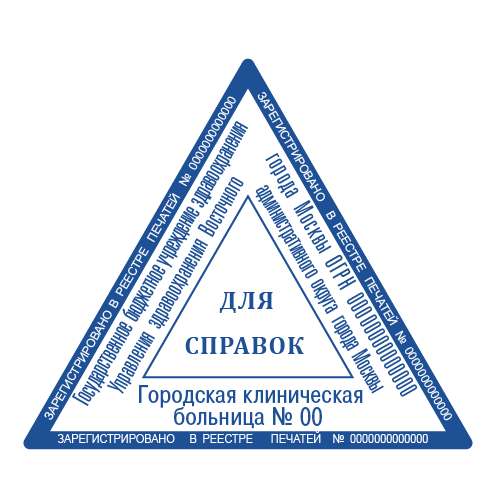 ЗАРЕГИСТРИРОВАНО В РЕЕСТРЕ ПЕЧАТЕЙ № 0000000000000
ЗАРЕГИСТРИРОВАНО В РЕЕСТРЕ ПЕЧАТЕЙ № 0000000000000
Государственное бюджетное учреждение здравоохранения
города Москвы ОГРН 0000000000000
Управления здравоохранения Восточного
административного округа города Москвы
ДЛЯ
СПРАВОК
Городская клиническая
больница № 00
ЗАРЕГИСТРИРОВАНО В РЕЕСТРЕ ПЕЧАТЕЙ № 0000000000000